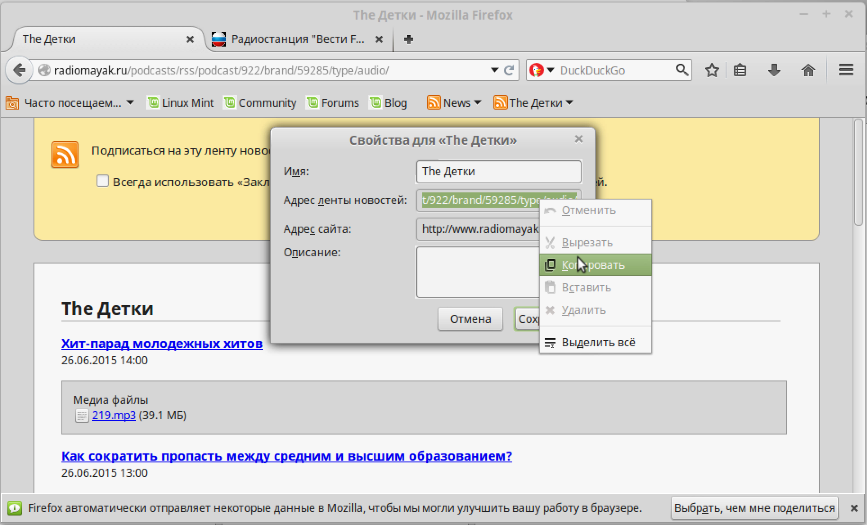 The Детки - Mozilla Firefox
The Детки
Радиостанция "Вести F...
radiomayak.ru/podcasts/rss/podcast/922/brand/59285/type/audio/
DuckDuckGo
Часто посещаем...
Linux Mint
Community
Forums
Blog
News
The Детки
Подписаться на эту ленту ново
Всегда использовать «Закл
ей.
Свойства для «The Детки»
Имя:
The Детки
Адрес ленты новостей:
t/922/brand/59285/type/audio/
Адрес сайта:
http://www.radiomayak
Описание:
Отмена
Сохр
Отменить
Вырезать
Копировать
Вставить
Удалить
Выделить всё
The Детки
Хит-парад молодежных хитов
26.06.2015 14:00
Медиа файлы
219.mp3 (39.1 МБ)
Как сократить пропасть между средним и высшим образованием?
26.06.2015 13:00
Firefox автоматически отправляет некоторые данные в Mozilla, чтобы мы могли улучшить вашу работу в браузере.
Выбрать, чем мне поделиться